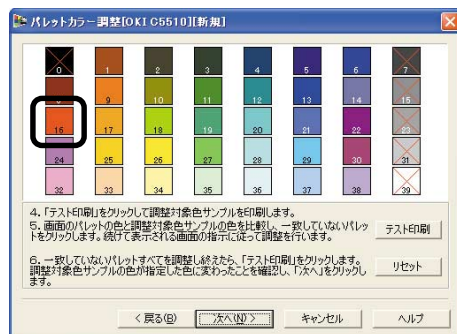 パレットカラー調整[OKI C5510][新規]
0 1 2 3 4 5 6 7
8 9 10 11 12 13 14 15
16 17 18 19 20 21 22 23
24 25 26 27 28 29 30 31
32 33 34 35 36 37 38 39
4. 「テスト印刷」をクリックして調整対象色サンプルを印刷します。
5. 画面のパレットの色と調整対象色サンプルの色を比較し、一致していないパレッ
トをクリックします。続けて表示される画面の指示に従って調整を行います。
テスト印刷
6. 一致していないパレットすべてを調整し終えたら、「テスト印刷」をクリックします。
調整対象色サンプルの色が指定した色に変わったことを確認し、「次へ」をクリックし
ます。
リセット
< 戻る(B)
次へ(N) >
キャンセル
ヘルプ